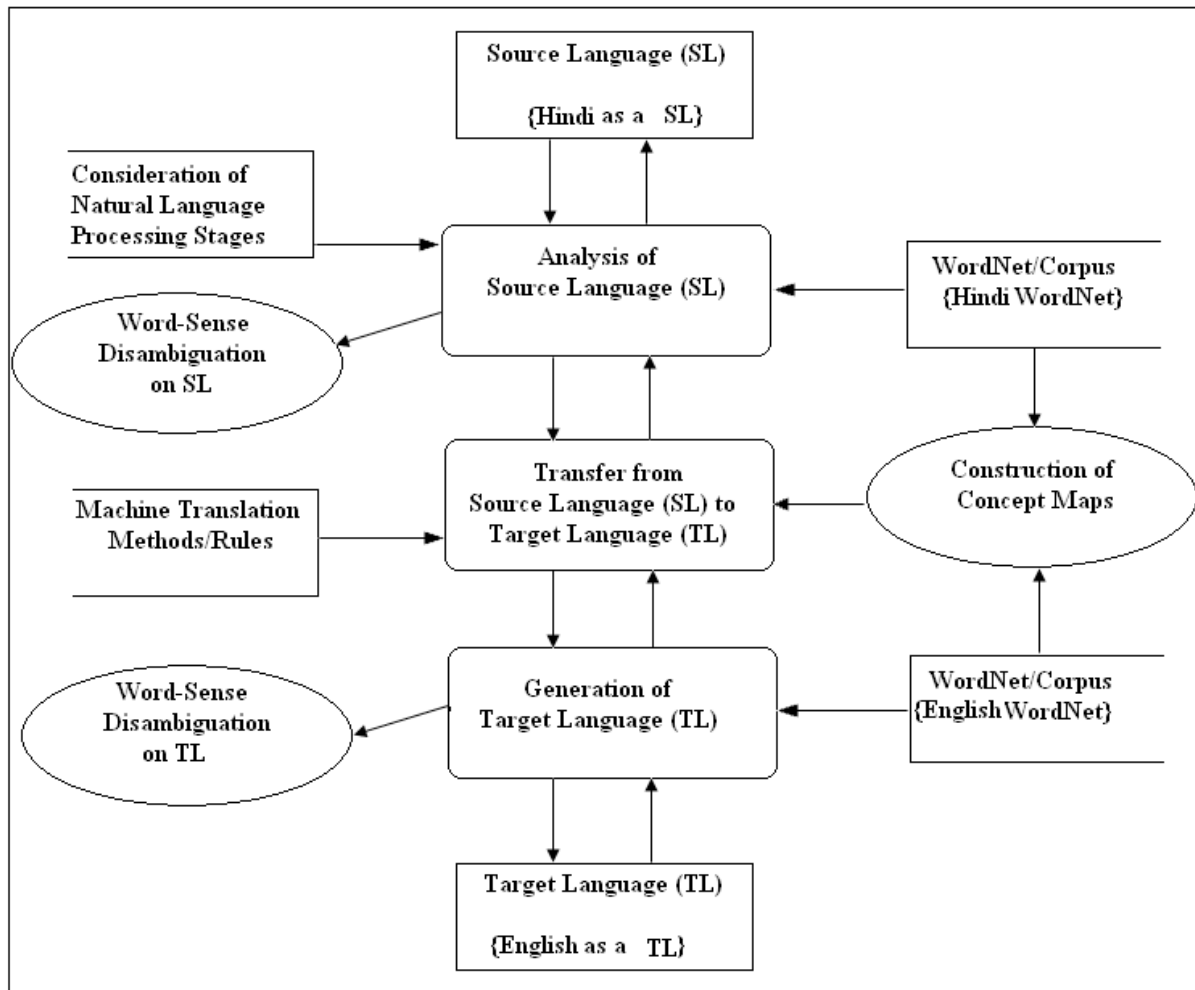 Source Language (SL)
{Hindi as a SL}
Consideration of
Natural Language
Processing Stages
Analysis of
Source Language (SL)
WordNet/Corpus
{Hindi WordNet}
Word-Sense
Disambiguation
on SL
Transfer from
Source Language (SL) to
Target Language (TL)
Construction of
Concept Maps
Machine Translation
Methods/Rules
Generation of
Target Language (TL)
WordNet/Corpus
{English WordNet}
Word-Sense
Disambiguation
on TL
Target Language (TL)
{English as a TL}